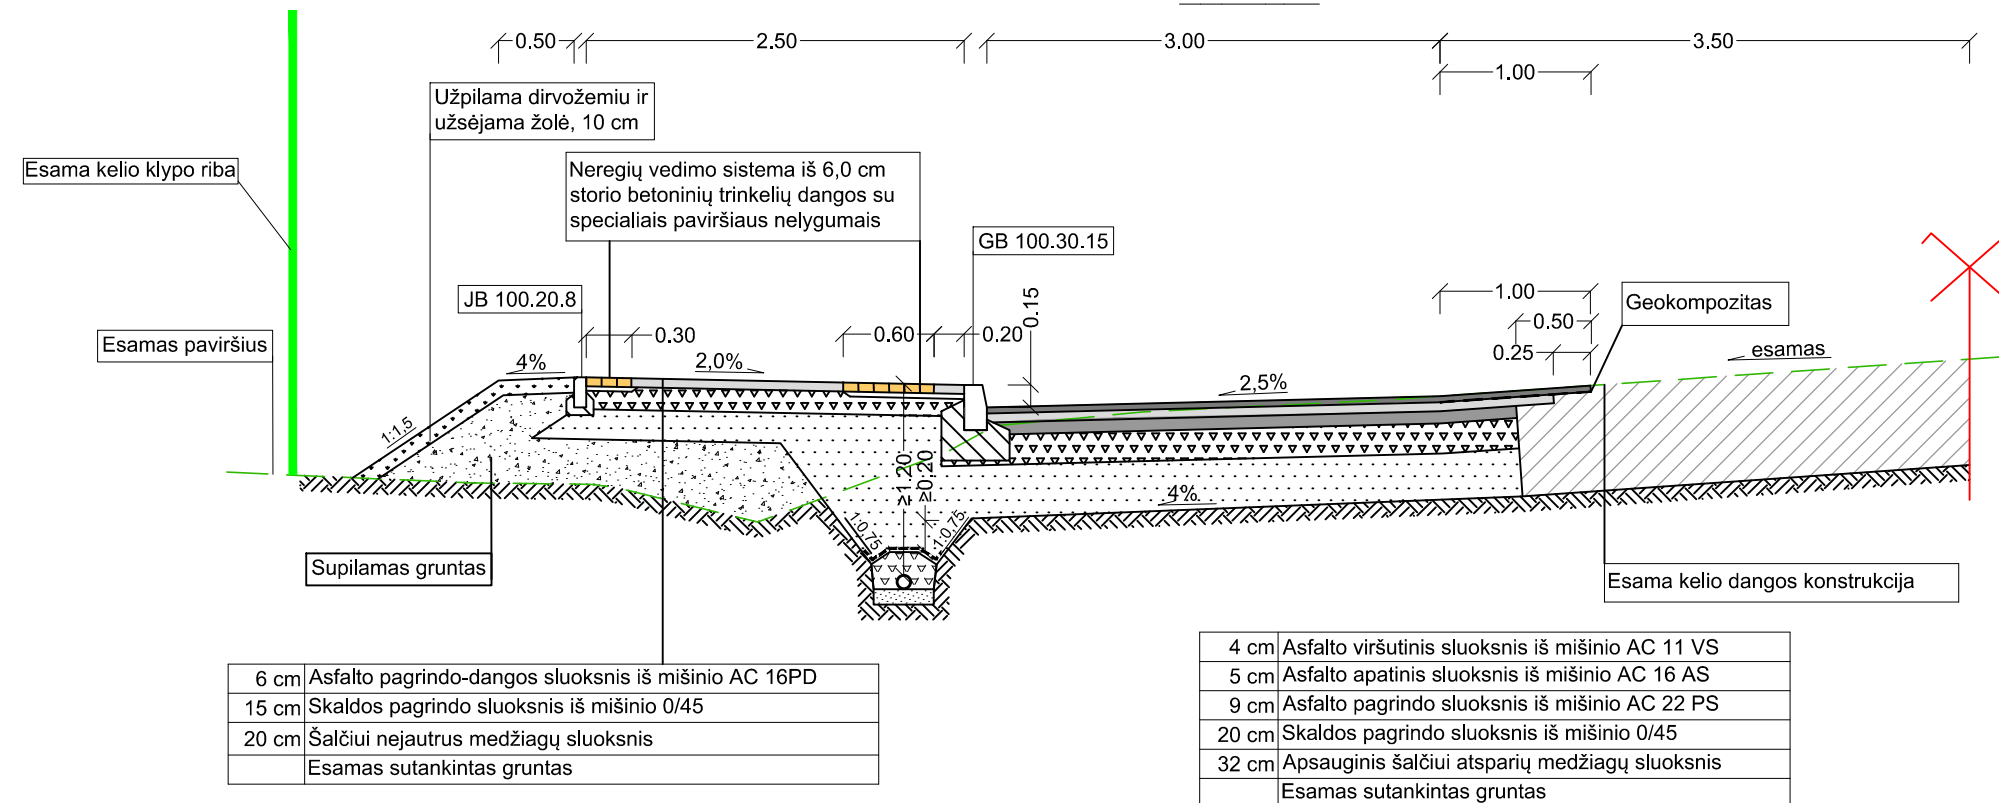 0.50
2.50
3.00
3.50
1.00
Užpilama dirvožemiu ir
užsėjama žolė, 10 cm
Esama kelio klypo riba
Neregių vedimo sistema iš 6,0 cm
storio betoninių trinkelių dangos su
specialiais paviršiaus nelygumais
GB 100.30.15
JB 100.20.8
Esamas paviršius
0.30
0.60
0.20
0.15
1.00
0.50
0.25
Geokompozitas
esamas
4%
2,0%
2,5%
1:1,5
≥1.20
≥0.20
4%
1:0,75
1:0,75
Supilamas gruntas
Esama kelio dangos konstrukcija
6 cm Asfalto pagrindo-dangos sluoksnis iš mišinio AC 16PD
15 cm Skaldos pagrindo sluoksnis iš mišinio 0/45
20 cm Šalčiui nejautrus medžiagų sluoksnis
Esamas sutankintas gruntas
4 cm Asfalto viršutinis sluoksnis iš mišinio AC 11 VS
5 cm Asfalto apatinis sluoksnis iš mišinio AC 16 AS
9 cm Asfalto pagrindo sluoksnis iš mišinio AC 22 PS
20 cm Skaldos pagrindo sluoksnis iš mišinio 0/45
32 cm Apsauginis šalčiui atsparių medžiagų sluoksnis
Esamas sutankintas gruntas